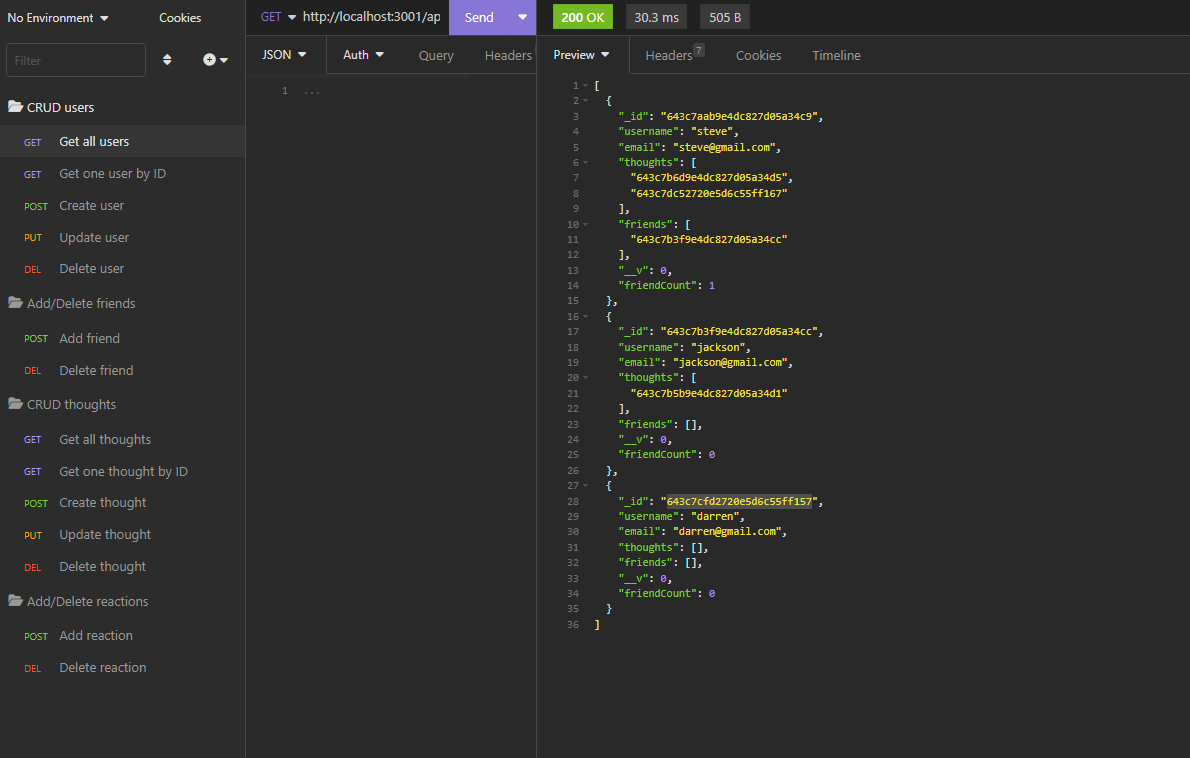 No Environment
Cookies
Filter
CRUD users
GET Get all users
GET Get one user by ID
POST Create user
PUT Update user
DEL Delete user
Add/Delete friends
POST Add friend
DEL Delete friend
CRUD thoughts
GET Get all thoughts
GET Get one thought by ID
POST Create thought
PUT Update thought
DEL Delete thought
Add/Delete reactions
POST Add reaction
DEL Delete reaction
GET http://localhost:3001/ap Send
JSON Auth Query Headers
1 ...
200 OK 30.3 ms 505 B
Preview Headers 7 Cookies Timeline
1 [
2 {
3 "_id": "643c7aab9e4dc827d05a34c9",
4 "username": "steve",
5 "email": "steve@gmail.com",
6 "thoughts": [
7 "643c7b6d9e4dc827d05a34d5",
8 "643c7dc52720e5d6c55ff167"
9 ],
10 "friends": [
11 "643c7b3f9e4dc827d05a34cc"
12 ],
13 "__v": 0,
14 "friendCount": 1
15 },
16 {
17 "_id": "643c7b3f9e4dc827d05a34cc",
18 "username": "jackson",
19 "email": "jackson@gmail.com",
20 "thoughts": [
21 "643c7b5b9e4dc827d05a34d1"
22 ],
23 "friends": [],
24 "__v": 0,
25 "friendCount": 0
26 },
27 {
28 "_id": "643c7cfd2720e5d6c55ff157",
29 "username": "darren",
30 "email": "darren@gmail.com",
31 "thoughts": [],
32 "friends": [],
33 "__v": 0,
34 "friendCount": 0
35 }
36 ]